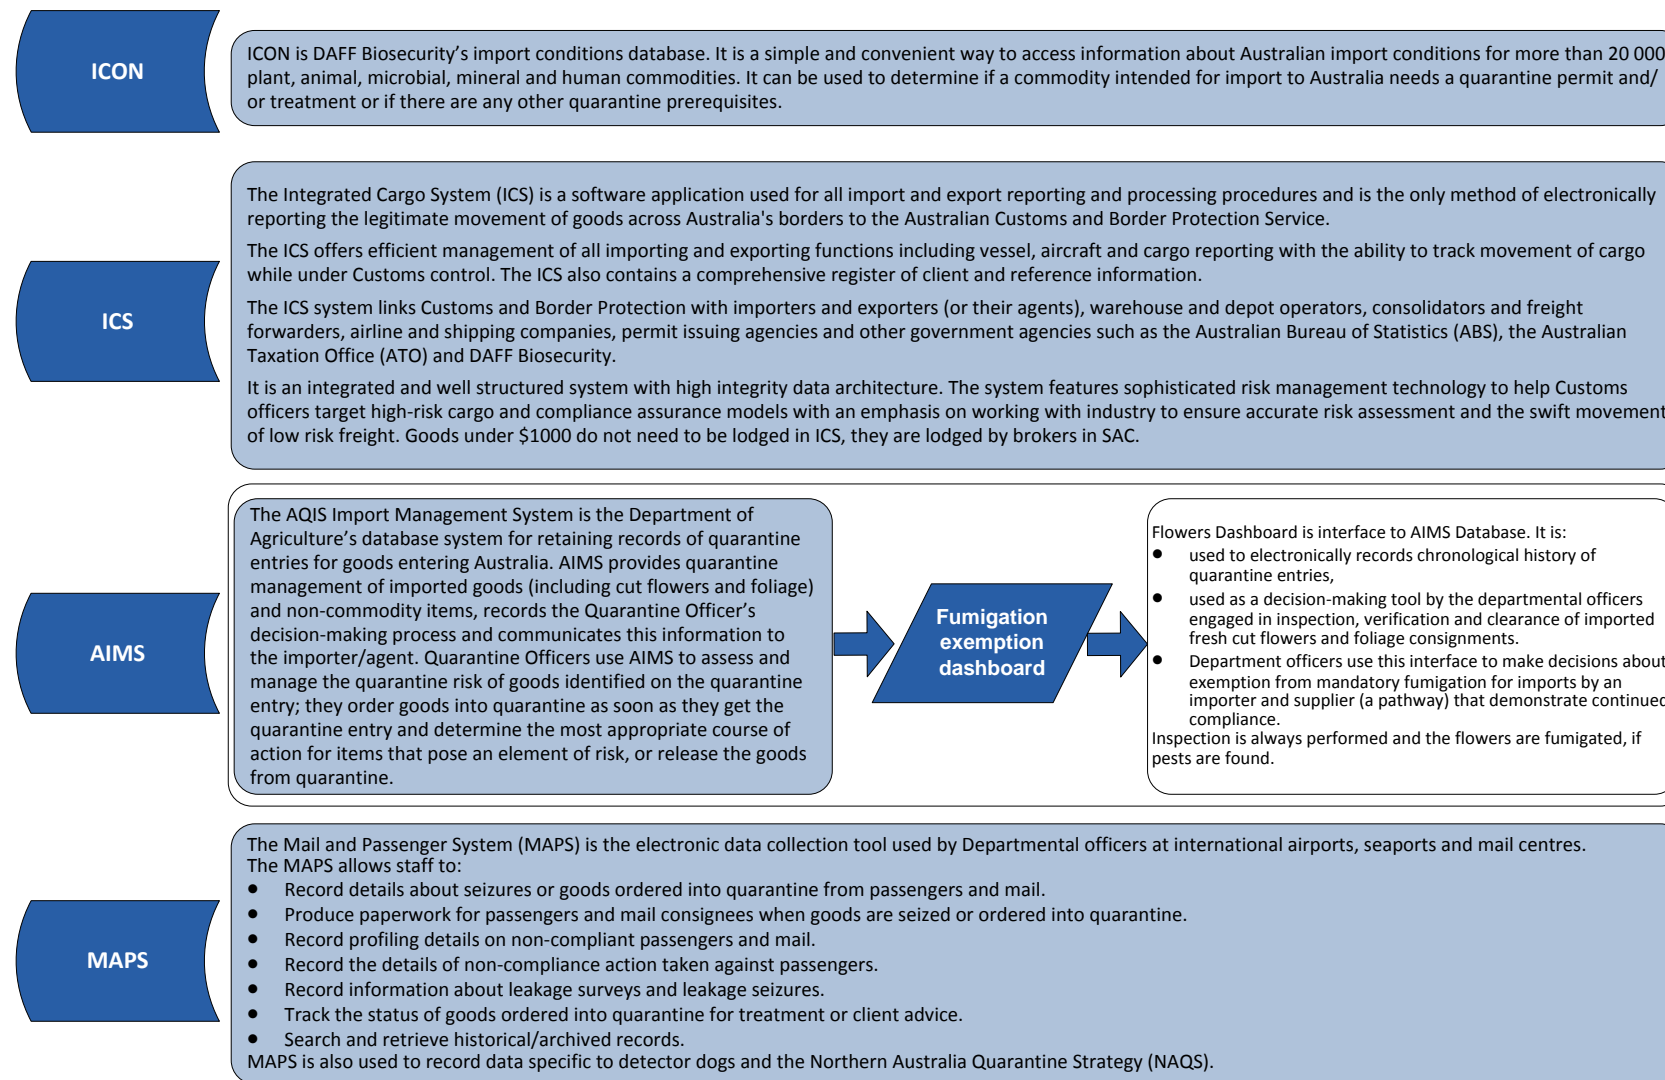 ICON
ICON is DAFF Biosecurity's import conditions database. It is a simple and convenient way to access information about Australian import conditions for more than 20 000
plant, animal, microbial, mineral and human commodities. It can be used to determine if a commodity intended for import to Australia needs a quarantine permit and/
or treatment or if there are any other quarantine prerequisites.
ICS
The Integrated Cargo System (ICS) is a software application used for all import and export reporting and processing procedures and is the only method of electronically
reporting the legitimate movement of goods across Australia's borders to the Australian Customs and Border Protection Service.
The ICS offers efficient management of all importing and exporting functions including vessel, aircraft and cargo reporting with the ability to track movement of cargo
while under Customs control. The ICS also contains a comprehensive register of client and reference information.
The ICS system links Customs and Border Protection with importers and exporters (or their agents), warehouse and depot operators, consolidators and freight
forwarders, airline and shipping companies, permit issuing agencies and other government agencies such as the Australian Bureau of Statistics (ABS), the Australian
Taxation Office (ATO) and DAFF Biosecurity.
It is an integrated and well structured system with high integrity data architecture. The system features sophisticated risk management technology to help Customs
officers target high-risk cargo and compliance assurance models with an emphasis on working with industry to ensure accurate risk assessment and the swift movement
of low risk freight. Goods under $1000 do not need to be lodged in ICS, they are lodged by brokers in SAC.
AIMS
The AQIS Import Management System is the Department of
Agriculture's database system for retaining records of quarantine
entries for goods entering Australia. AIMS provides quarantine
management of imported goods (including cut flowers and foliage)
and non-commodity items, records the Quarantine Officer's
decision-making process and communicates this information to
the importer/agent. Quarantine Officers use AIMS to assess and
manage the quarantine risk of goods identified on the quarantine
entry; they order goods into quarantine as soon as they get the
quarantine entry and determine the most appropriate course of
action for items that pose an element of risk, or release the goods
from quarantine.
Fumigation
exemption
dashboard
Flowers Dashboard is interface to AIMS Database. It is:
● used to electronically records chronological history of
quarantine entries,
● used as a decision-making tool by the departmental officers
engaged in inspection, verification and clearance of imported
fresh cut flowers and foliage consignments.
● Department officers use this interface to make decisions about
exemption from mandatory fumigation for imports by an
importer and supplier (a pathway) that demonstrate continued
compliance.
Inspection is always performed and the flowers are fumigated, if
pests are found.
MAPS
The Mail and Passenger System (MAPS) is the electronic data collection tool used by Departmental officers at international airports, seaports and mail centres.
The MAPS allows staff to:
● Record details about seizures or goods ordered into quarantine from passengers and mail.
● Produce paperwork for passengers and mail consignees when goods are seized or ordered into quarantine.
● Record profiling details on non-compliant passengers and mail.
● Record the details of non-compliance action taken against passengers.
● Record information about leakage surveys and leakage seizures.
● Track the status of goods ordered into quarantine for treatment or client advice.
● Search and retrieve historical/archived records.
MAPS is also used to record data specific to detector dogs and the Northern Australia Quarantine Strategy (NAQS).